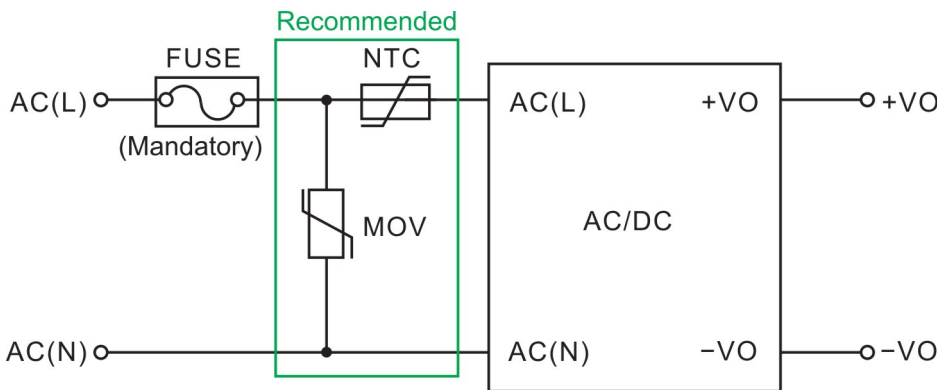 Recommended
FUSE
NTC
AC(L)
AC(L)
+VO
+VO
(Mandatory)
MOV
AC/DC
AC(N)
AC(N)
−VO
−VO